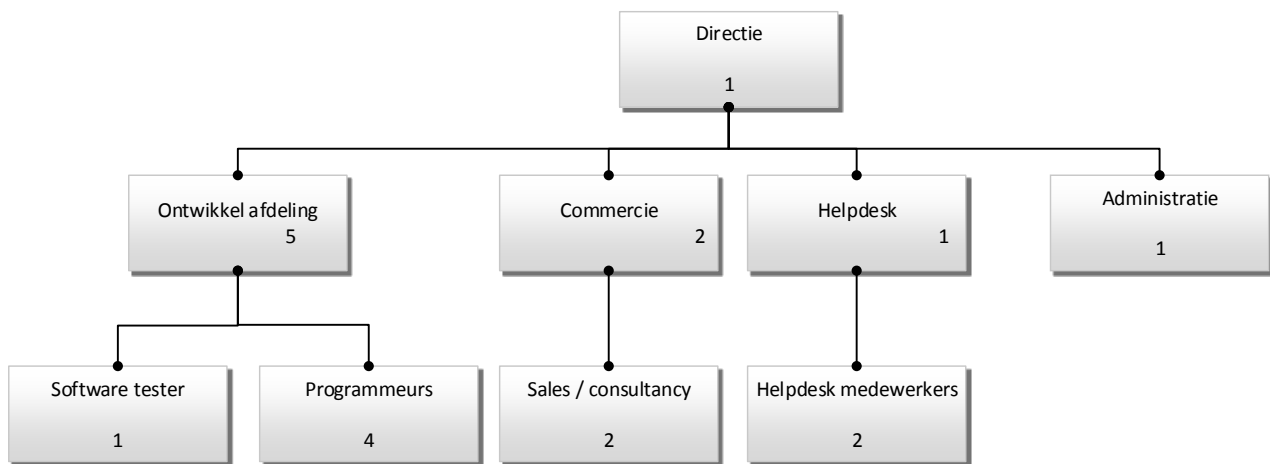 Directie
1
Ontwikkel afdeling
5
Commercie
2
Helpdesk
1
Administratie
1
Software tester
1
Programmeurs
4
Sales / consultancy
2
Helpdesk medewerkers
2